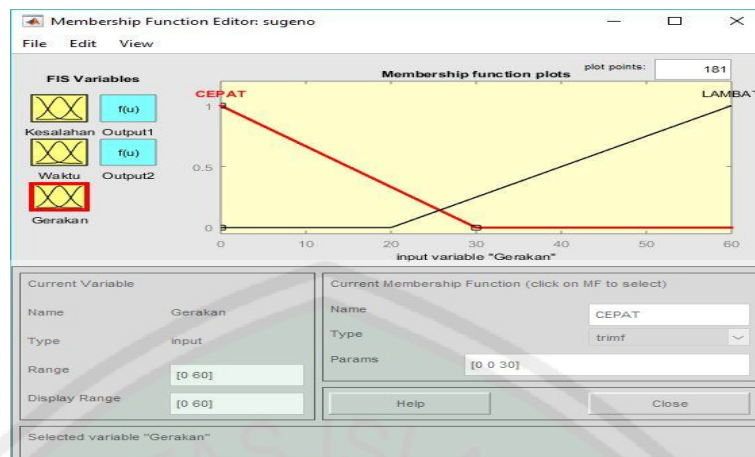 Membership Function Editor: sugeno
File Edit View
FIS Variables
Membership function plots
plot points:
181
f(u)
Kesalahan Output1
f(u)
Waktu Output2
Gerakan
CEPAT
LAMBAT
1
0.5
0
0 10 20 30 40 50 60
input variable "Gerakan"
Current Variable
Name Gerakan
Type input
Range [0 60]
Display Range [0 60]
Current Membership Function (click on MF to select)
Name CEPAT
Type trimf
Params [0 0 30]
Help Close
Selected variable "Gerakan"